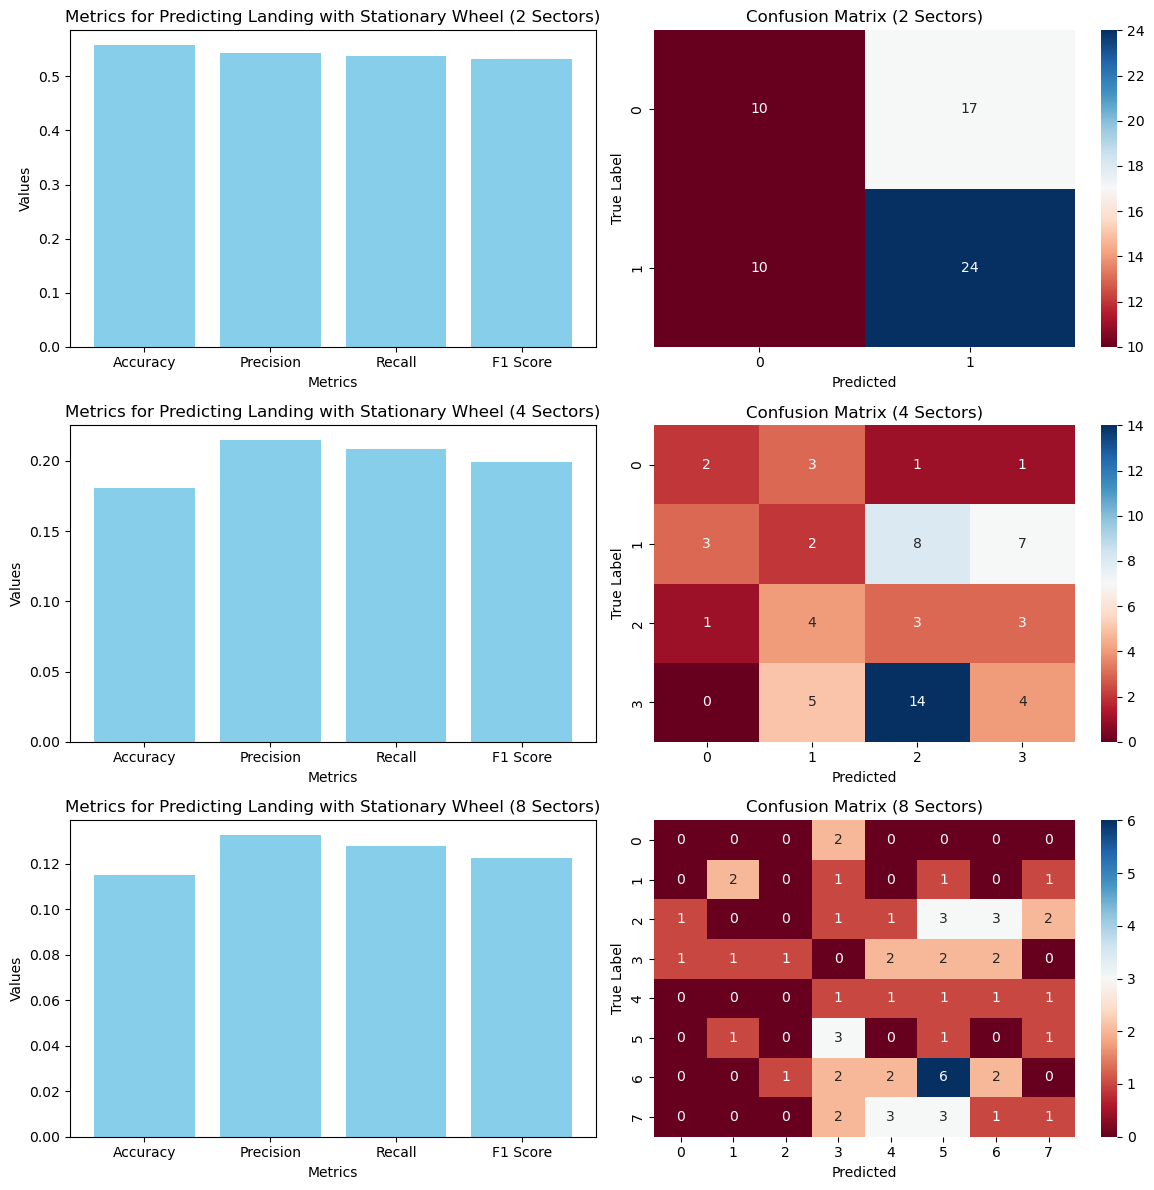 Metrics for Predicting Landing with Stationary Wheel (2 Sectors)
Values
0.5
0.4
0.3
0.2
0.1
0.0
Accuracy Precision Recall F1 Score
Metrics
Confusion Matrix (2 Sectors)
True Label
0 10 17
1 10 24
0 1
Predicted
24
22
20
18
16
14
12
10
Metrics for Predicting Landing with Stationary Wheel (4 Sectors)
Values
0.20
0.15
0.10
0.05
0.00
Accuracy Precision Recall F1 Score
Metrics
Confusion Matrix (4 Sectors)
True Label
0 2 3 1 1
1 3 2 8 7
2 1 4 3 3
3 0 5 14 4
0 1 2 3
Predicted
14
12
10
8
6
4
2
0
Metrics for Predicting Landing with Stationary Wheel (8 Sectors)
Values
0.12
0.10
0.08
0.06
0.04
0.02
0.00
Accuracy Precision Recall F1 Score
Metrics
Confusion Matrix (8 Sectors)
True Label
0 0 0 0 2 0 0 0 0
1 0 2 0 1 0 1 0 1
2 1 0 0 1 1 3 3 2
3 1 1 1 0 2 2 2 0
4 0 0 0 1 1 1 1 1
5 0 1 0 3 0 1 0 1
6 0 0 1 2 2 6 2 0
7 0 0 0 2 3 3 1 1
0 1 2 3 4 5 6 7
Predicted
6
5
4
3
2
1
0